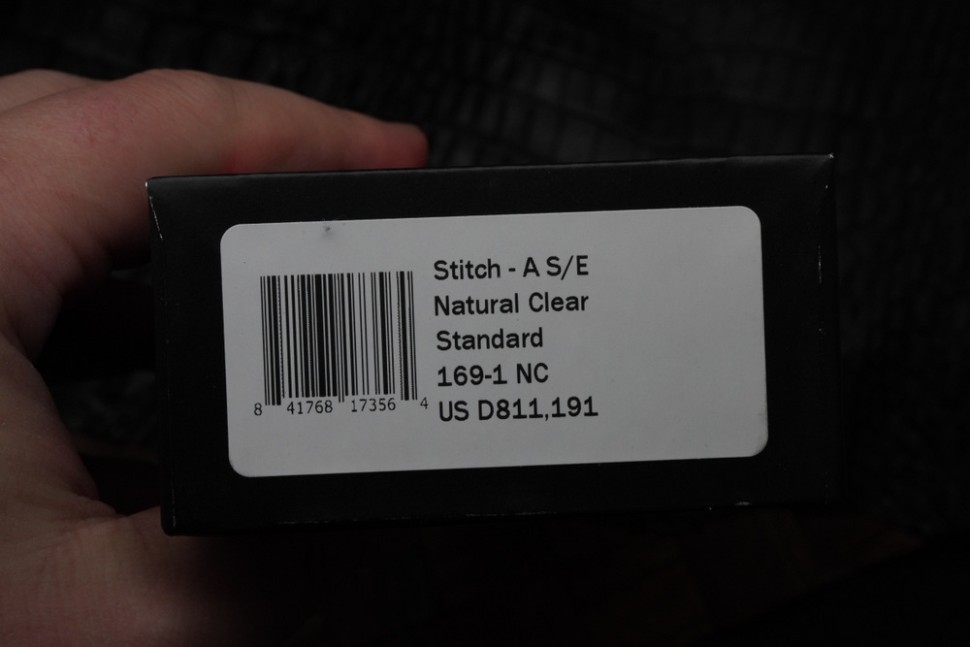 Stitch - A S/E
Natural Clear
Standard
169-1 NC
US D811,191
8 41768 17356 4